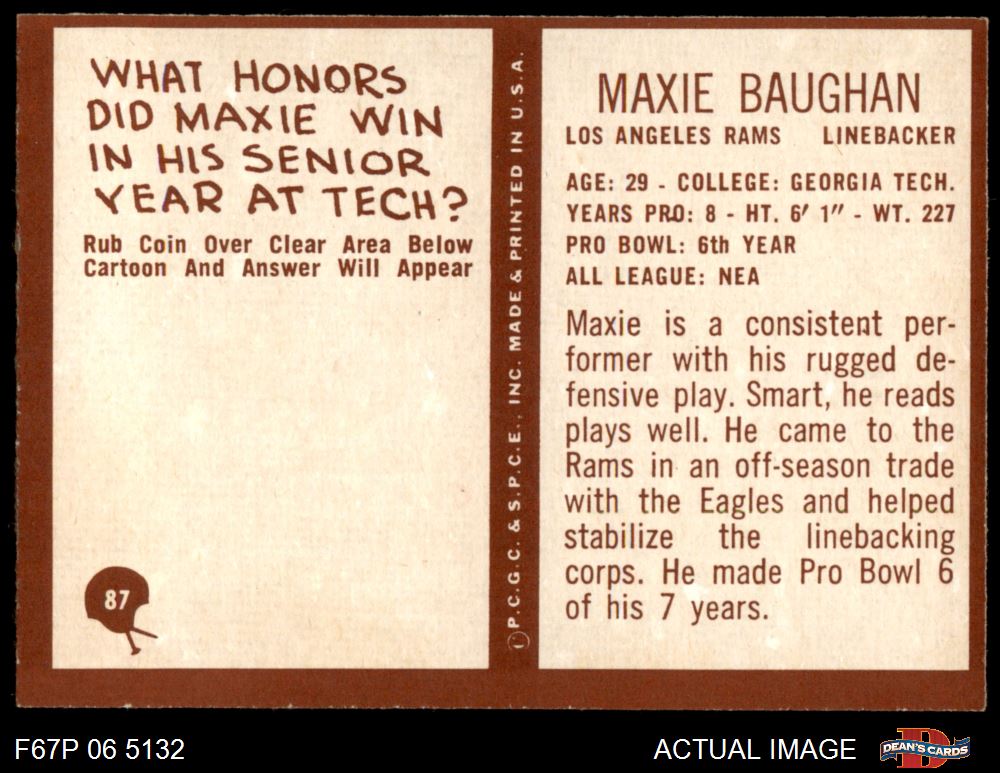 WHAT HONORS
DID MAXIE WIN
IN HIS SENIOR
YEAR AT TECH?
Rub Coin Over Clear Area Below
Cartoon And Answer Will Appear
87
P.C.G.C. & S.P.C.E., INC. MADE & PRINTED IN U.S.A.
MAXIE BAUGHAN
LOS ANGELES RAMS LINEBACKER
AGE: 29 - COLLEGE: GEORGIA TECH.
YEARS PRO: 8 - HT. 6' 1" - WT. 227
PRO BOWL: 6th YEAR
ALL LEAGUE: NEA
Maxie is a consistent per-
former with his rugged de-
fensive play. Smart, he reads
plays well. He came to the
Rams in an off-season trade
with the Eagles and helped
stabilize the linebacking
corps. He made Pro Bowl 6
of his 7 years.
F67P 06 5132
ACTUAL IMAGE
DEAN'S CARDS